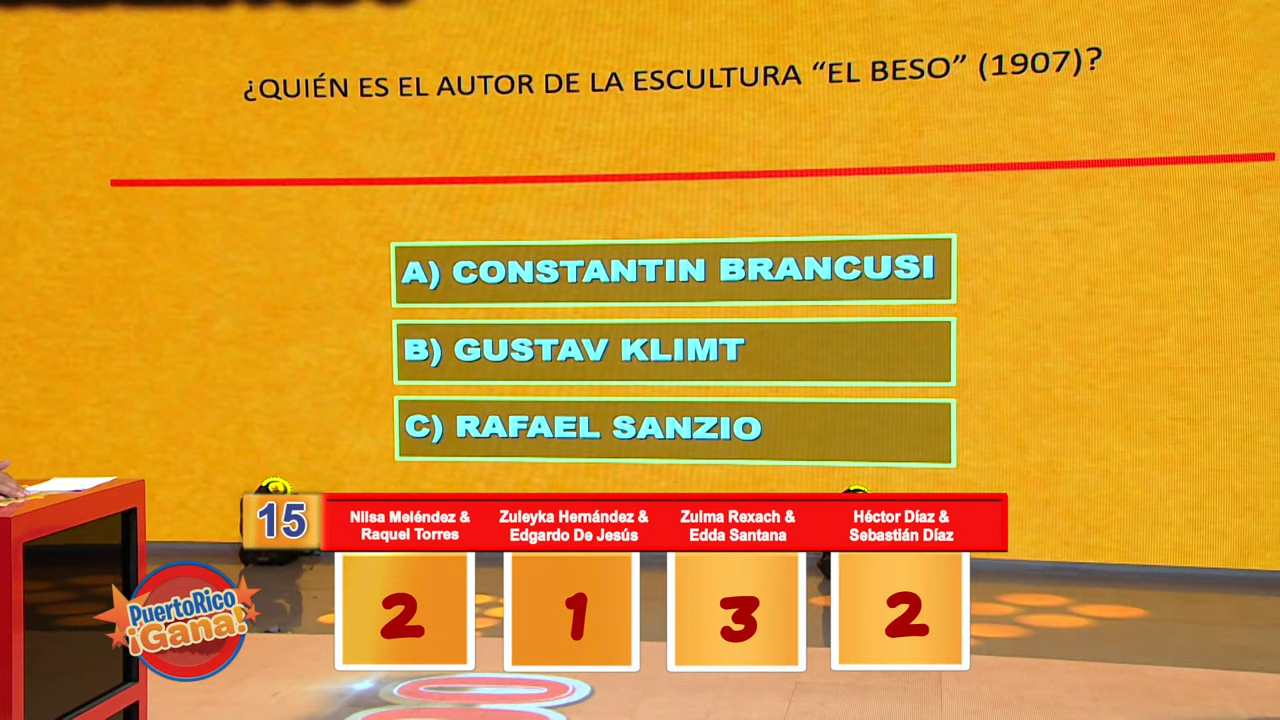 ¿QUIÉN ES EL AUTOR DE LA ESCULTURA “EL BESO” (1907)?
A) CONSTANTIN BRANCUSI
B) GUSTAV KLIMT
C) RAFAEL SANZIO
15
Nilsa Meléndez &
Raquel Torres
Zuleyka Hernández &
Edgardo De Jesús
Zulma Rexach &
Edda Santana
Héctor Díaz &
Sebastián Díaz
2
1
3
2
PuertoRico
¡Gana!